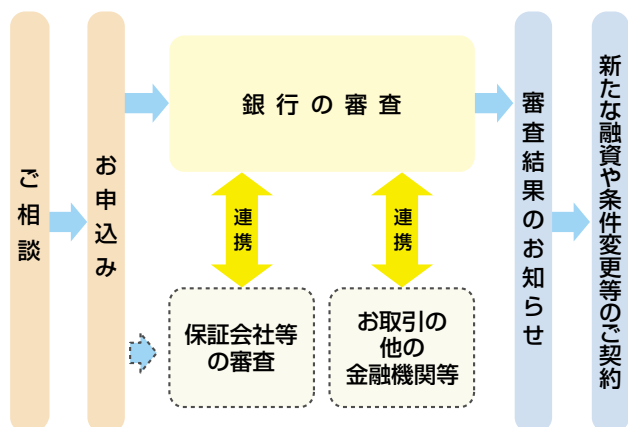 ご相談
お申込み
銀行の審査
連携
連携
保証会社等
の審査
お取引の
他の
金融機関等
審査結果のお知らせ
新たな融資や条件変更等のご契約